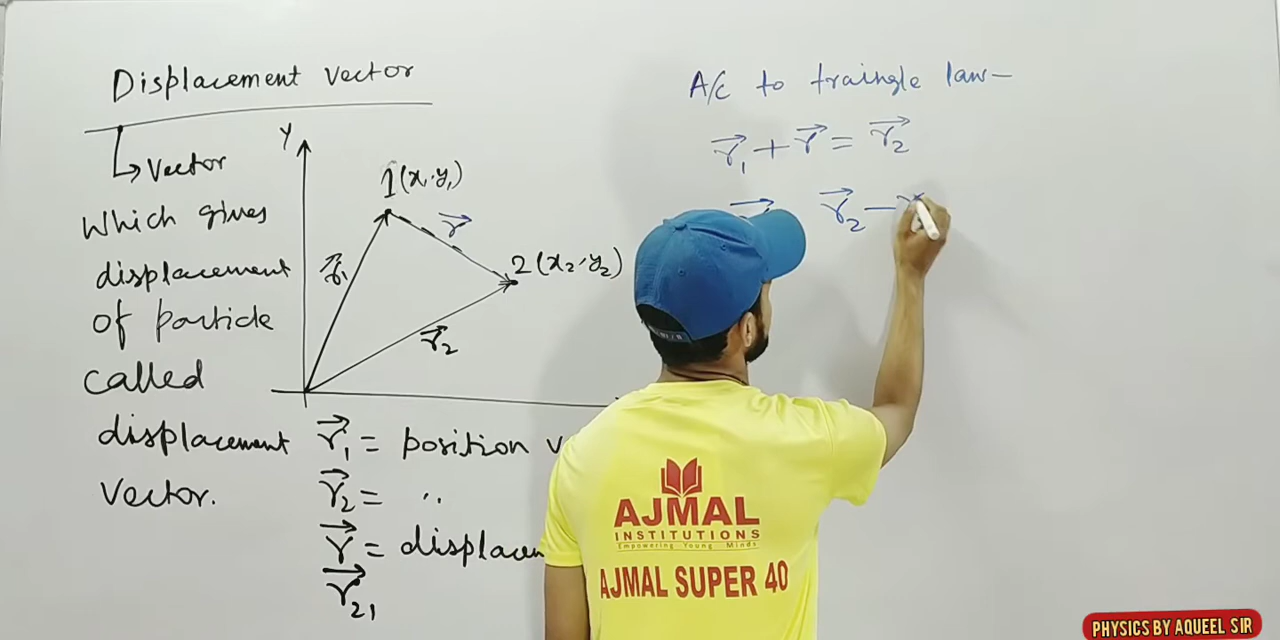 Displacement vector
Vector
Which gives
displacement
of particle
called
displacement
vector.
Y
1(x₁,y₁)
r⃗
r⃗₁
2(x₂,y₂)
r⃗₂
r⃗₁ = position
r⃗₂ = ,,
r⃗ =
r⃗₂₁
A/c to traingle law-
r⃗₁ + r⃗ = r⃗₂
r⃗₂ -
AJMAL
INSTITUTIONS
Empowering Young Minds
AJMAL SUPER 40
PHYSICS BY AQUEEL SIR